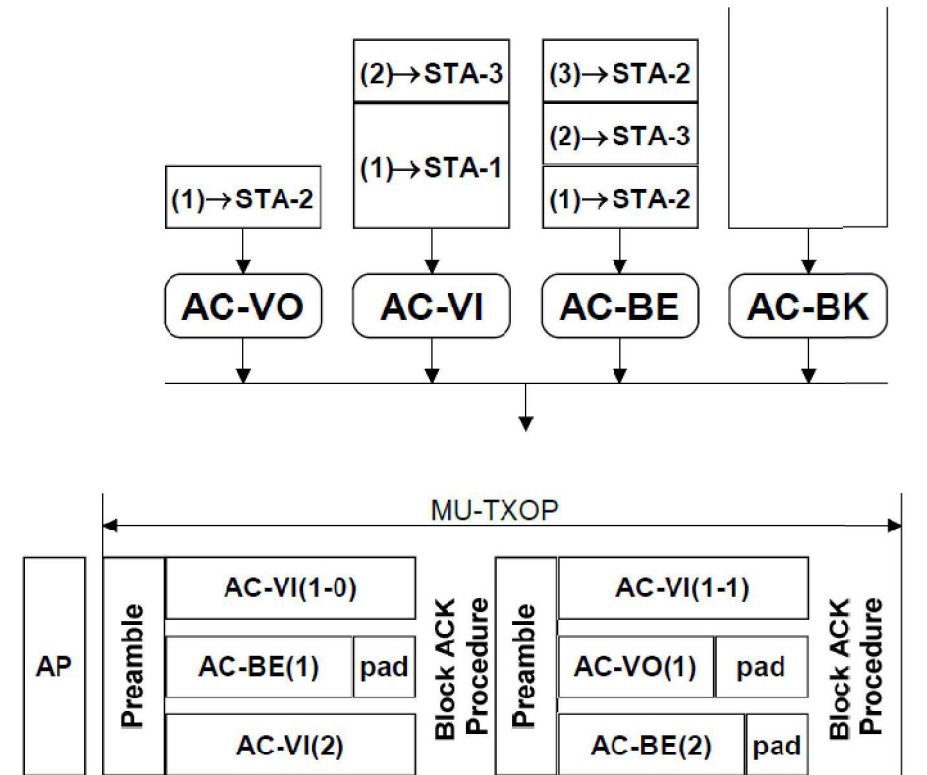 (2)→STA-3
(3)→STA-2
(1)→STA-1
(2)→STA-3
(1)→STA-2
(1)→STA-2
AC-VO
AC-VI
AC-BE
AC-BK
MU-TXOP
AP
Preamble
AC-VI(1-0)
AC-BE(1)
pad
AC-VI(2)
Block ACK
Procedure
Preamble
AC-VI(1-1)
AC-VO(1)
pad
AC-BE(2)
pad
Block ACK
Procedure